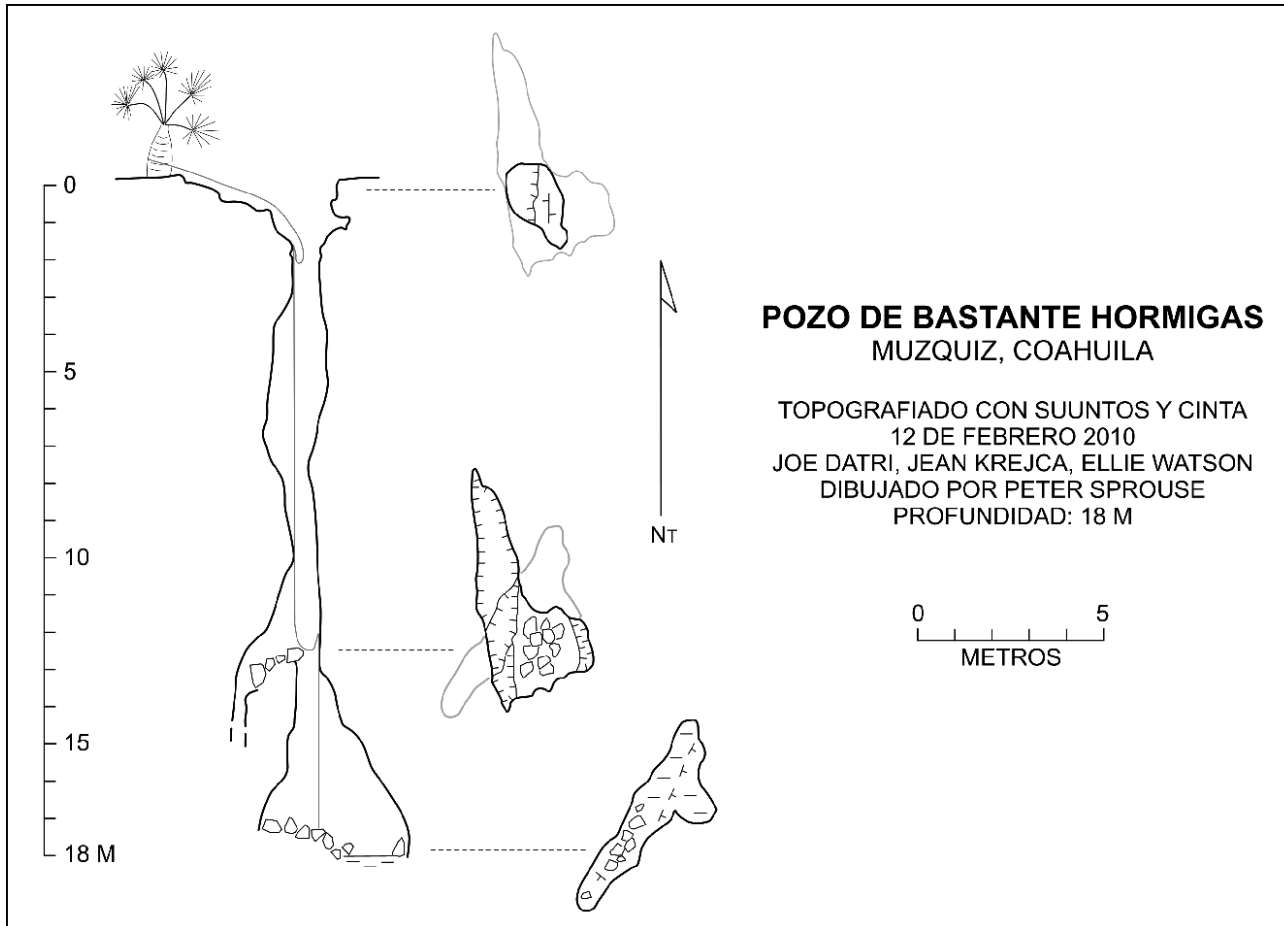 0
5
10
15
18 M
NT
POZO DE BASTANTE HORMIGAS
MUZQUIZ, COAHUILA
TOPOGRAFIADO CON SUUNTOS Y CINTA
12 DE FEBRERO 2010
JOE DATRI, JEAN KREJCA, ELLIE WATSON
DIBUJADO POR PETER SPROUSE
PROFUNDIDAD: 18 M
0 5
METROS